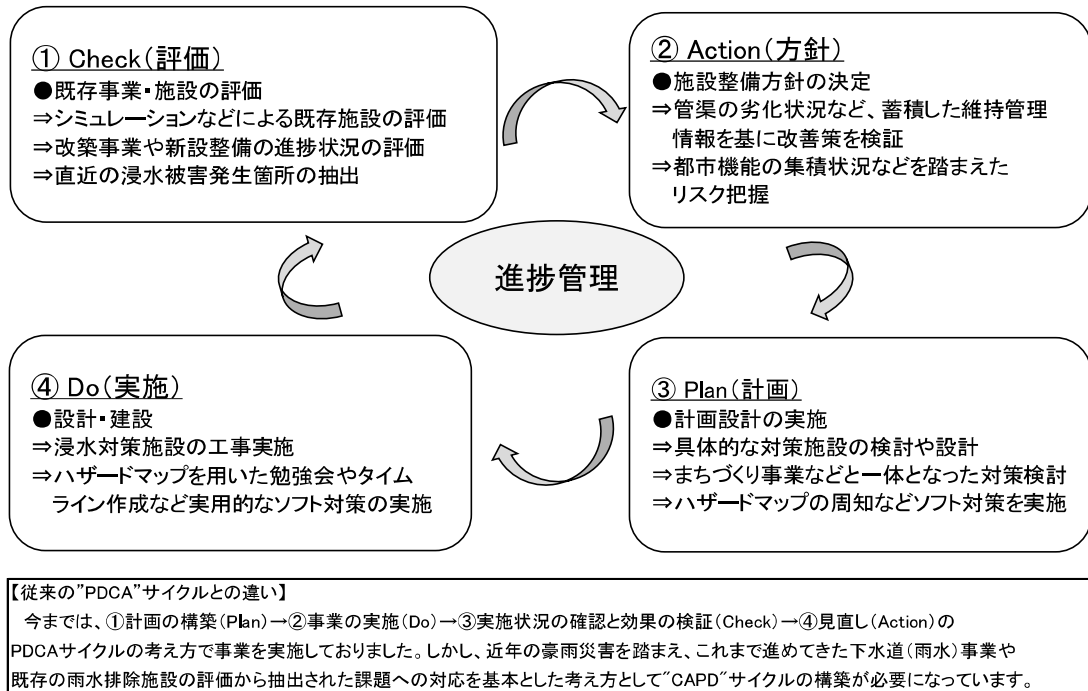 ① Check(評価)
●既存事業・施設の評価
⇒シミュレーションなどによる既存施設の評価
⇒改築事業や新設整備の進捗状況の評価
⇒直近の浸水被害発生箇所の抽出
② Action(方針)
●施設整備方針の決定
⇒管渠の劣化状況など、蓄積した維持管理
情報を基に改善策を検証
⇒都市機能の集積状況などを踏まえた
リスク把握
進捗管理
③ Plan(計画)
●計画設計の実施
⇒具体的な対策施設の検討や設計
⇒まちづくり事業などと一体となった対策検討
⇒ハザードマップの周知などソフト対策を実施
④ Do(実施)
●設計・建設
⇒浸水対策施設の工事実施
⇒ハザードマップを用いた勉強会やタイム
ライン作成など実用的なソフト対策の実施
【従来の”PDCA”サイクルとの違い】
今までは、①計画の構築(Plan)→②事業の実施(Do)→③実施状況の確認と効果の検証(Check)→④見直し(Action)の
PDCAサイクルの考え方で事業を実施しておりました。しかし、近年の豪雨災害を踏まえ、これまで進めてきた下水道(雨水)事業や
既存の雨水排除施設の評価から抽出された課題への対応を基本とした考え方として”CAPD”サイクルの構築が必要になっています。